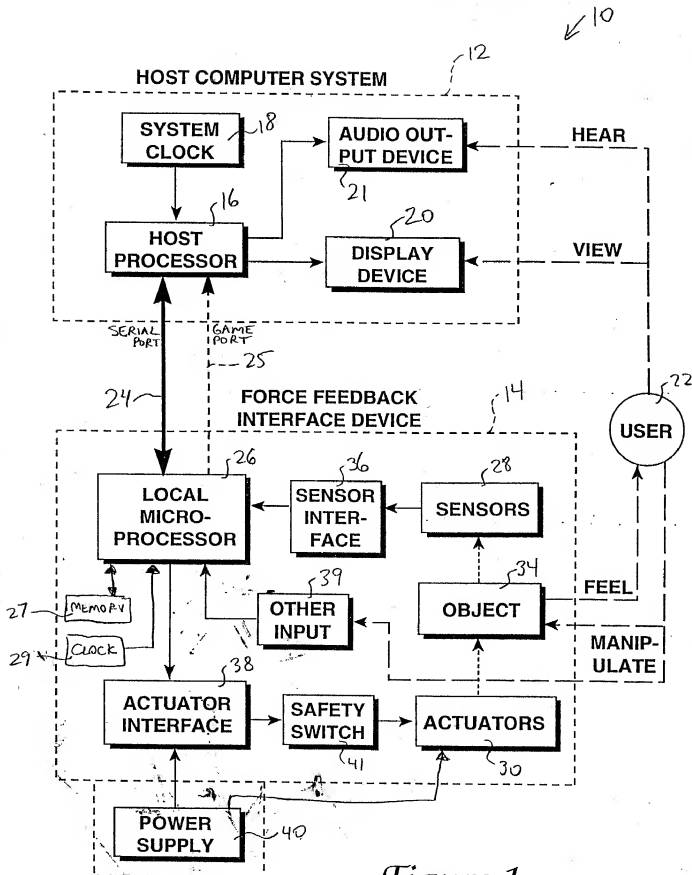 10
12
HOST COMPUTER SYSTEM
SYSTEM
CLOCK
18
AUDIO OUT-
PUT DEVICE
21
HEAR
16
HOST
PROCESSOR
20
DISPLAY
DEVICE
VIEW
SERIAL
PORT
GAME
PORT
25
24
FORCE FEEDBACK
INTERFACE DEVICE
14
22
USER
26
LOCAL
MICRO-
PROCESSOR
36
SENSOR
INTER-
FACE
28
SENSORS
34
OBJECT
FEEL
27
MEMORY
39
OTHER
INPUT
29
CLOCK
MANIP-
ULATE
38
ACTUATOR
INTERFACE
SAFETY
SWITCH
41
ACTUATORS
30
POWER
SUPPLY
40
Figure 1